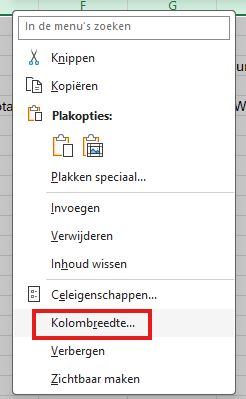 F G
In de menu's zoeken
Knippen
Kopiëren
Plakopties:
Plakken speciaal...
Invoegen
Verwijderen
Inhoud wissen
Celeigenschappen...
Kolombreedte...
Verbergen
Zichtbaar maken